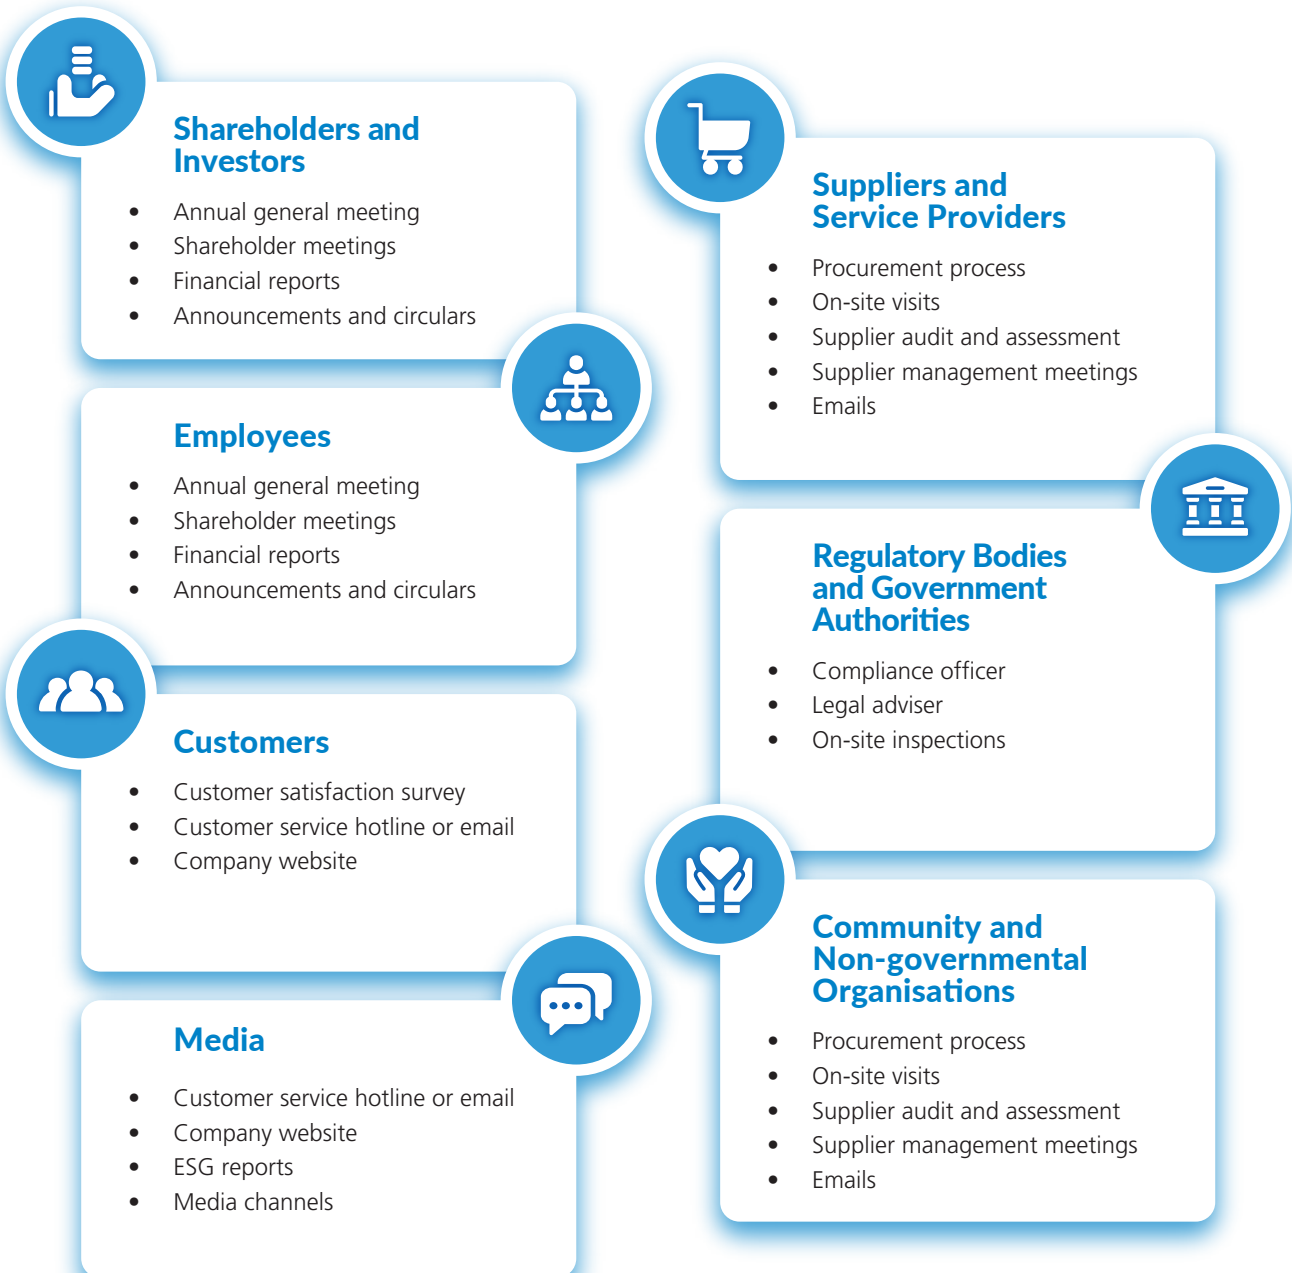 Shareholders and
Investors
• Annual general meeting
• Shareholder meetings
• Financial reports
• Announcements and circulars
Employees
• Annual general meeting
• Shareholder meetings
• Financial reports
• Announcements and circulars
Customers
• Customer satisfaction survey
• Customer service hotline or email
• Company website
Media
• Customer service hotline or email
• Company website
• ESG reports
• Media channels
Suppliers and
Service Providers
• Procurement process
• On-site visits
• Supplier audit and assessment
• Supplier management meetings
• Emails
Regulatory Bodies
and Government
Authorities
• Compliance officer
• Legal adviser
• On-site inspections
Community and
Non-governmental
Organisations
• Procurement process
• On-site visits
• Supplier audit and assessment
• Supplier management meetings
• Emails